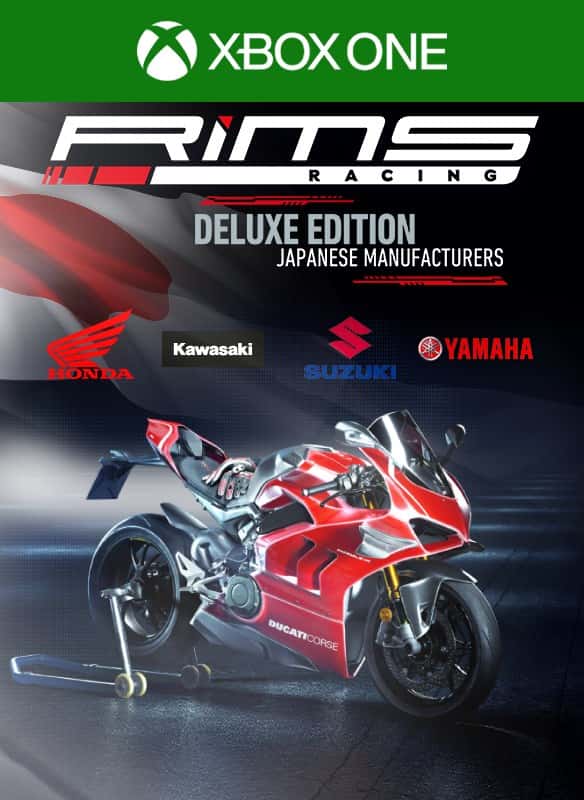 XBOX ONE
RiMS
RACING
DELUXE EDITION
JAPANESE MANUFACTURERS
HONDA
Kawasaki
SUZUKI
YAMAHA
DUCATI CORSE